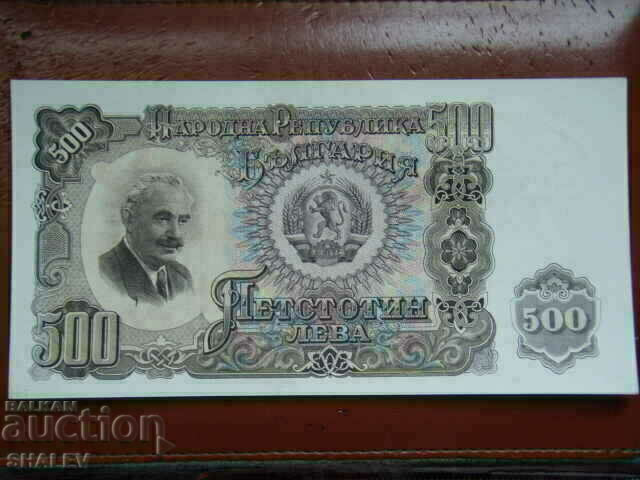 500
НАРОДНА РЕПУБЛИКА
БЪЛГАРИЯ
500
500
ПЕТСТОТИН
ЛЕВА
500
BALKAN
auction
SHALEV